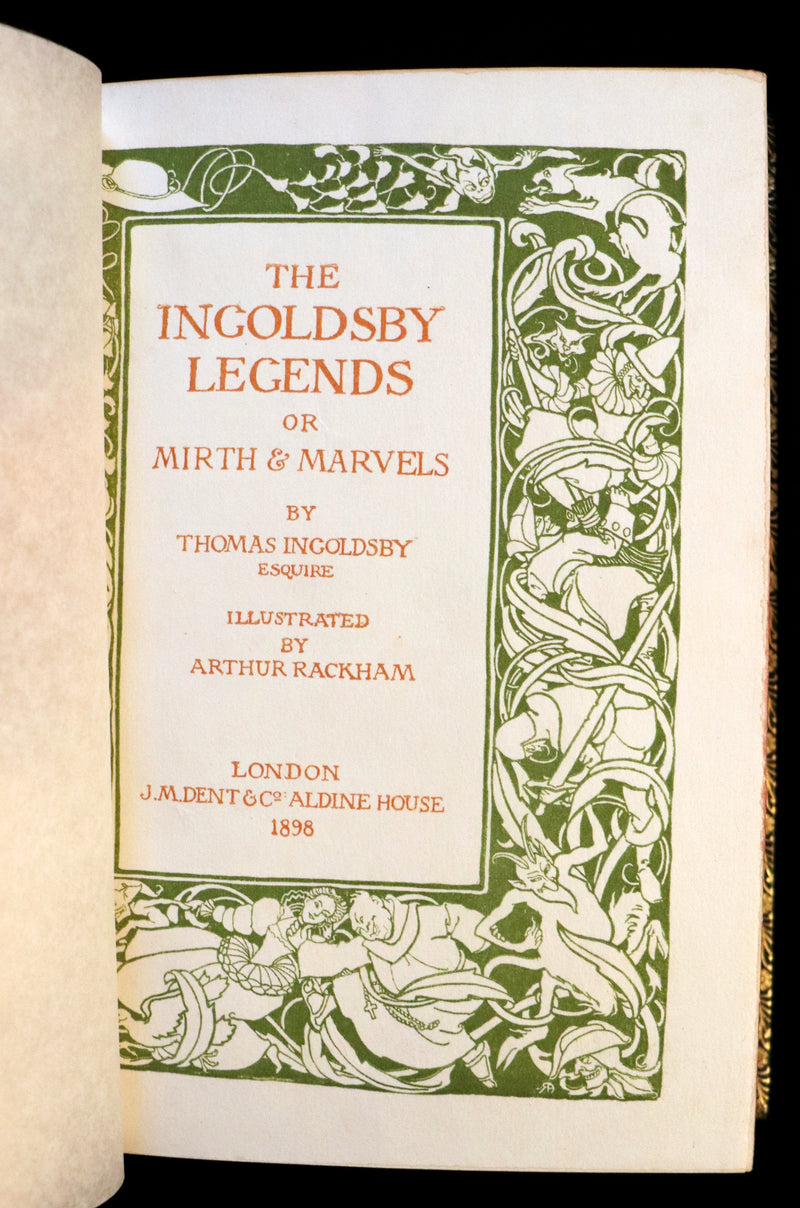 THE
INGOLDSBY
LEGENDS
OR
MIRTH & MARVELS
BY
THOMAS INGOLDSBY
ESQUIRE
ILLUSTRATED
BY
ARTHUR RACKHAM
LONDON
J.M.DENT & Cº: ALDINE HOUSE
1898
AR